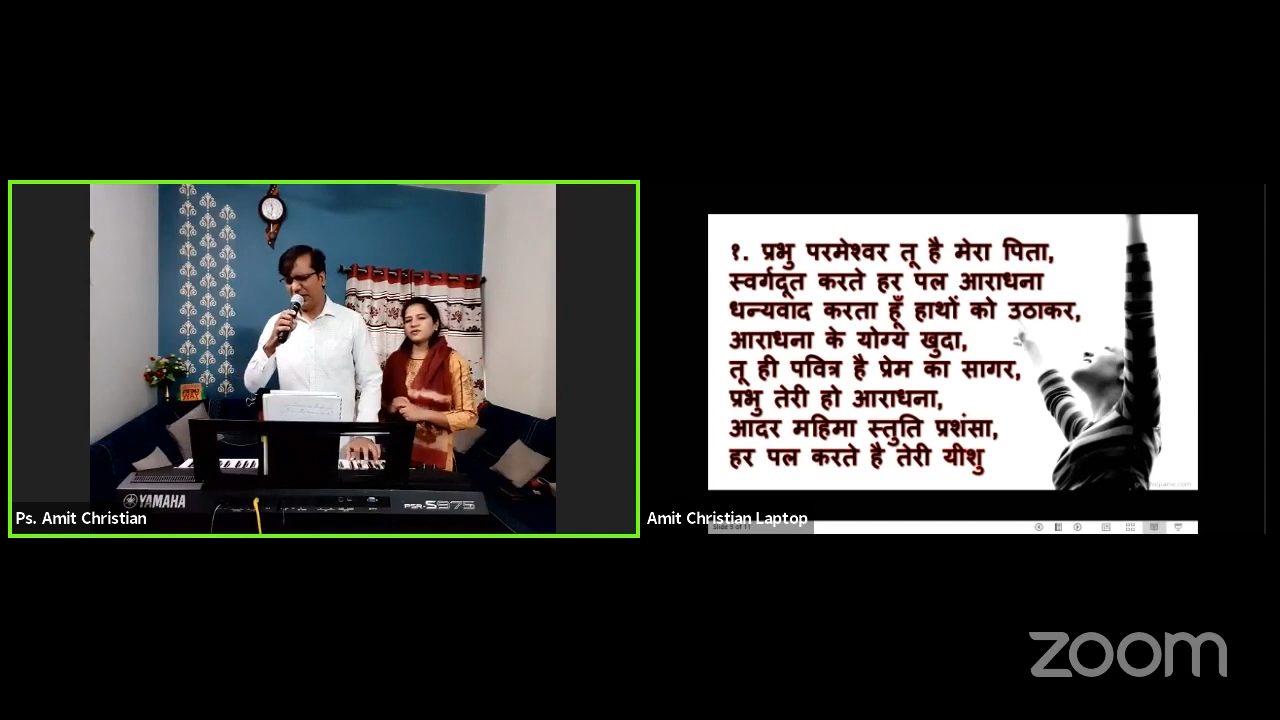 YAMAHA
PSR-S975
Ps. Amit Christian
१. प्रभु परमेश्वर तू है मेरा पिता,
स्वर्गदूत करते हर पल आराधना
धन्यवाद करता हूँ हाथों को उठाकर,
आराधना के योग्य खुदा,
तू ही पवित्र है प्रेम का सागर,
प्रभु तेरी हो आराधना,
आदर महिमा स्तुति प्रशंसा,
हर पल करते है तेरी यीशु
Amit Christian Laptop
zoom